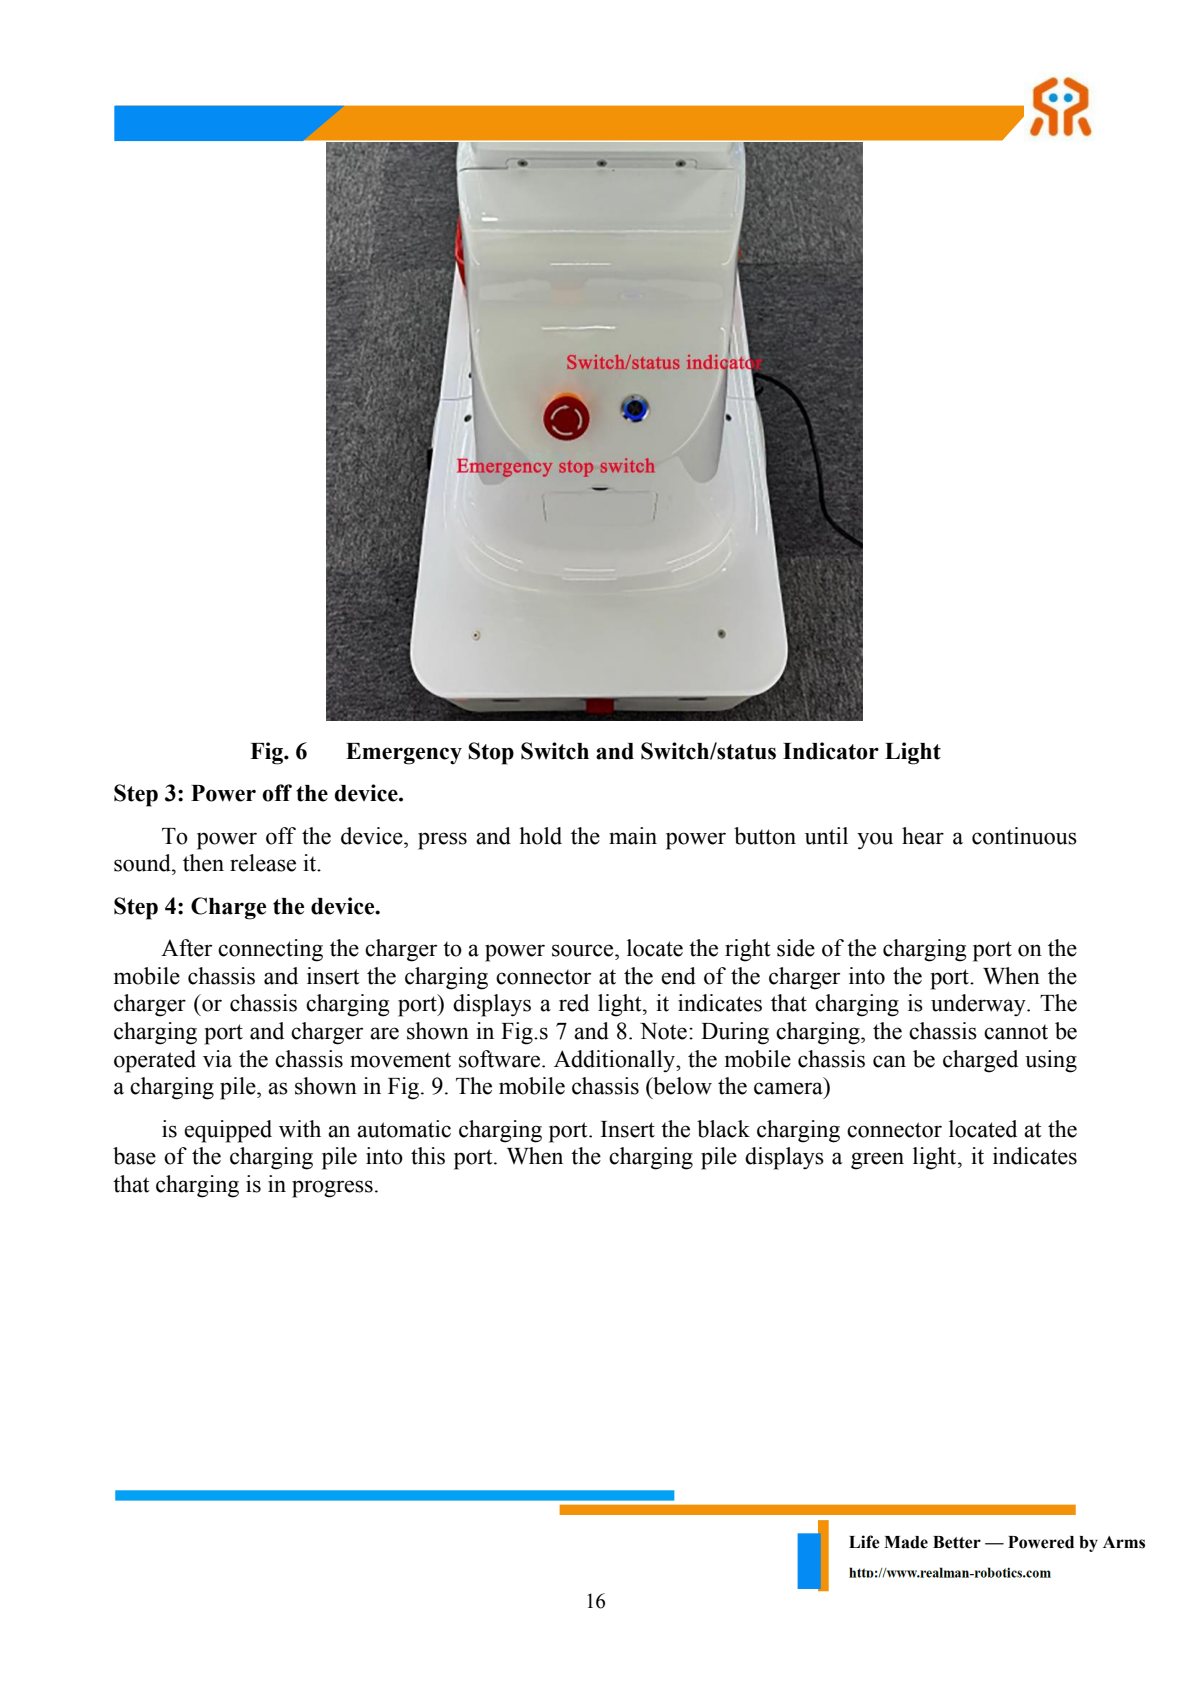 Switch/status indicator
Emergency stop switch
Fig. 6 Emergency Stop Switch and Switch/status Indicator Light
Step 3: Power off the device.
To power off the device, press and hold the main power button until you hear a continuous
sound, then release it.
Step 4: Charge the device.
After connecting the charger to a power source, locate the right side of the charging port on the
mobile chassis and insert the charging connector at the end of the charger into the port. When the
charger (or chassis charging port) displays a red light, it indicates that charging is underway. The
charging port and charger are shown in Fig.s 7 and 8. Note: During charging, the chassis cannot be
operated via the chassis movement software. Additionally, the mobile chassis can be charged using
a charging pile, as shown in Fig. 9. The mobile chassis (below the camera)
is equipped with an automatic charging port. Insert the black charging connector located at the
base of the charging pile into this port. When the charging pile displays a green light, it indicates
that charging is in progress.
Life Made Better — Powered by Arms
http://www.realman-robotics.com
16